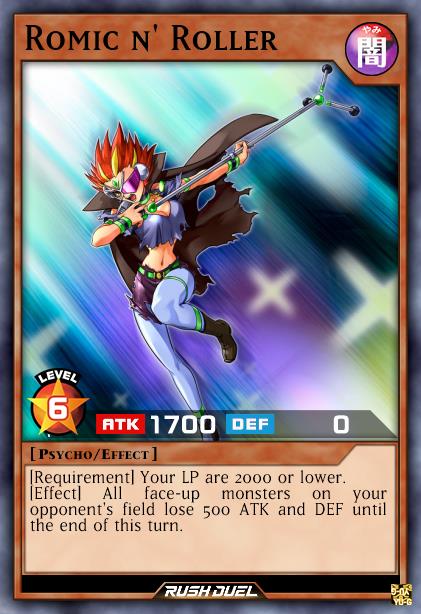 Romic n' Roller
やみ
闇
LEVEL
6
ATK 1700 DEF 0
[Psycho/Effect]
[Requirement] Your LP are 2000 or lower.
[Effect] All face-up monsters on your
opponent's field lose 500 ATK and DEF until
the end of this turn.
RUSH DUEL